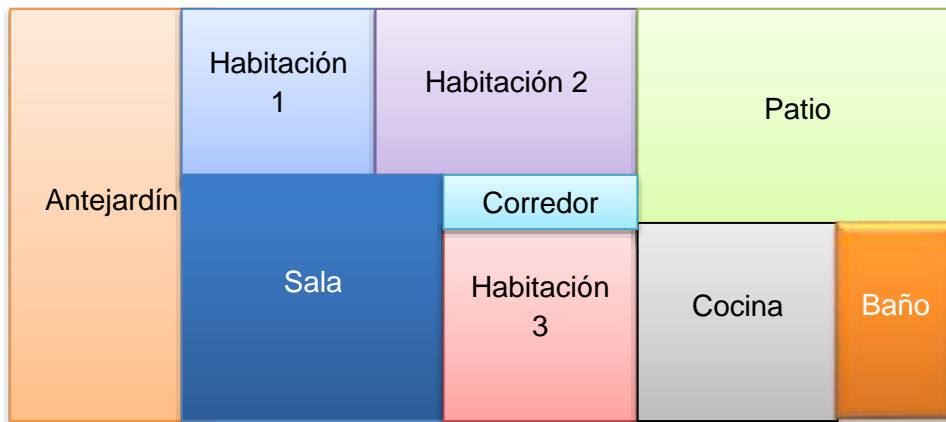 Habitación
1
Habitación 2
Patio
Antejardín
Corredor
Sala
Habitación
3
Cocina
Baño